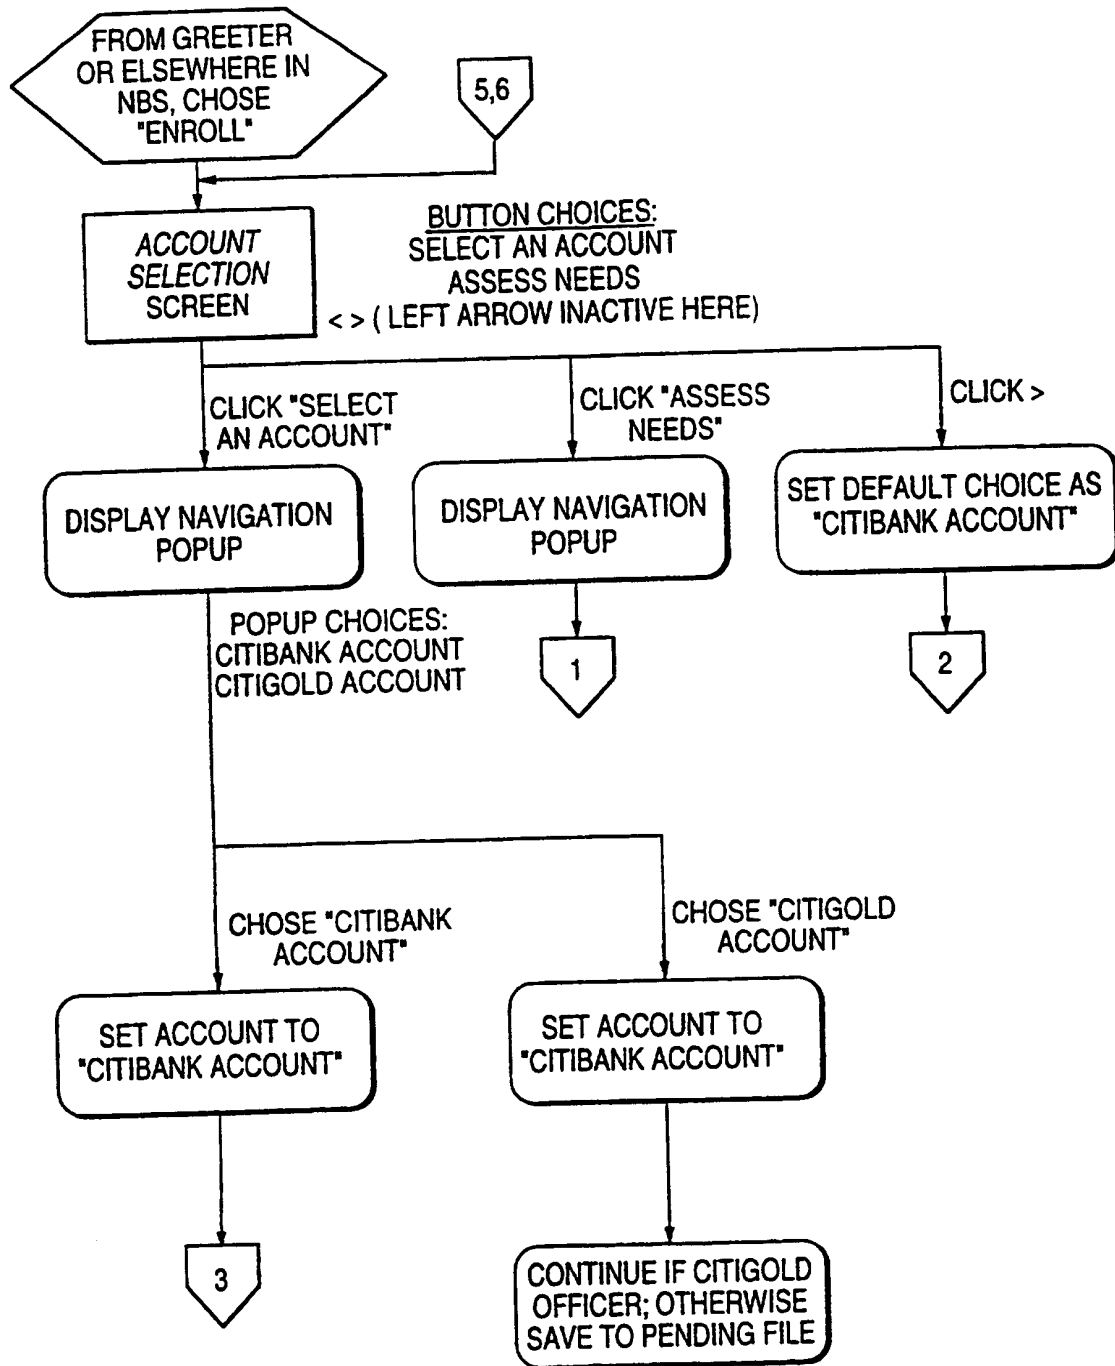 FROM GREETER
OR ELSEWHERE IN
NBS, CHOSE
"ENROLL"
5,6
ACCOUNT
SELECTION
SCREEN
BUTTON CHOICES:
SELECT AN ACCOUNT
ASSESS NEEDS
< > ( LEFT ARROW INACTIVE HERE)
CLICK "SELECT
AN ACCOUNT"
CLICK "ASSESS
NEEDS"
CLICK >
DISPLAY NAVIGATION
POPUP
DISPLAY NAVIGATION
POPUP
SET DEFAULT CHOICE AS
"CITIBANK ACCOUNT"
POPUP CHOICES:
CITIBANK ACCOUNT
CITIGOLD ACCOUNT
1
2
CHOSE "CITIBANK
ACCOUNT"
CHOSE "CITIGOLD
ACCOUNT"
SET ACCOUNT TO
"CITIBANK ACCOUNT"
SET ACCOUNT TO
"CITIBANK ACCOUNT"
3
CONTINUE IF CITIGOLD
OFFICER; OTHERWISE
SAVE TO PENDING FILE